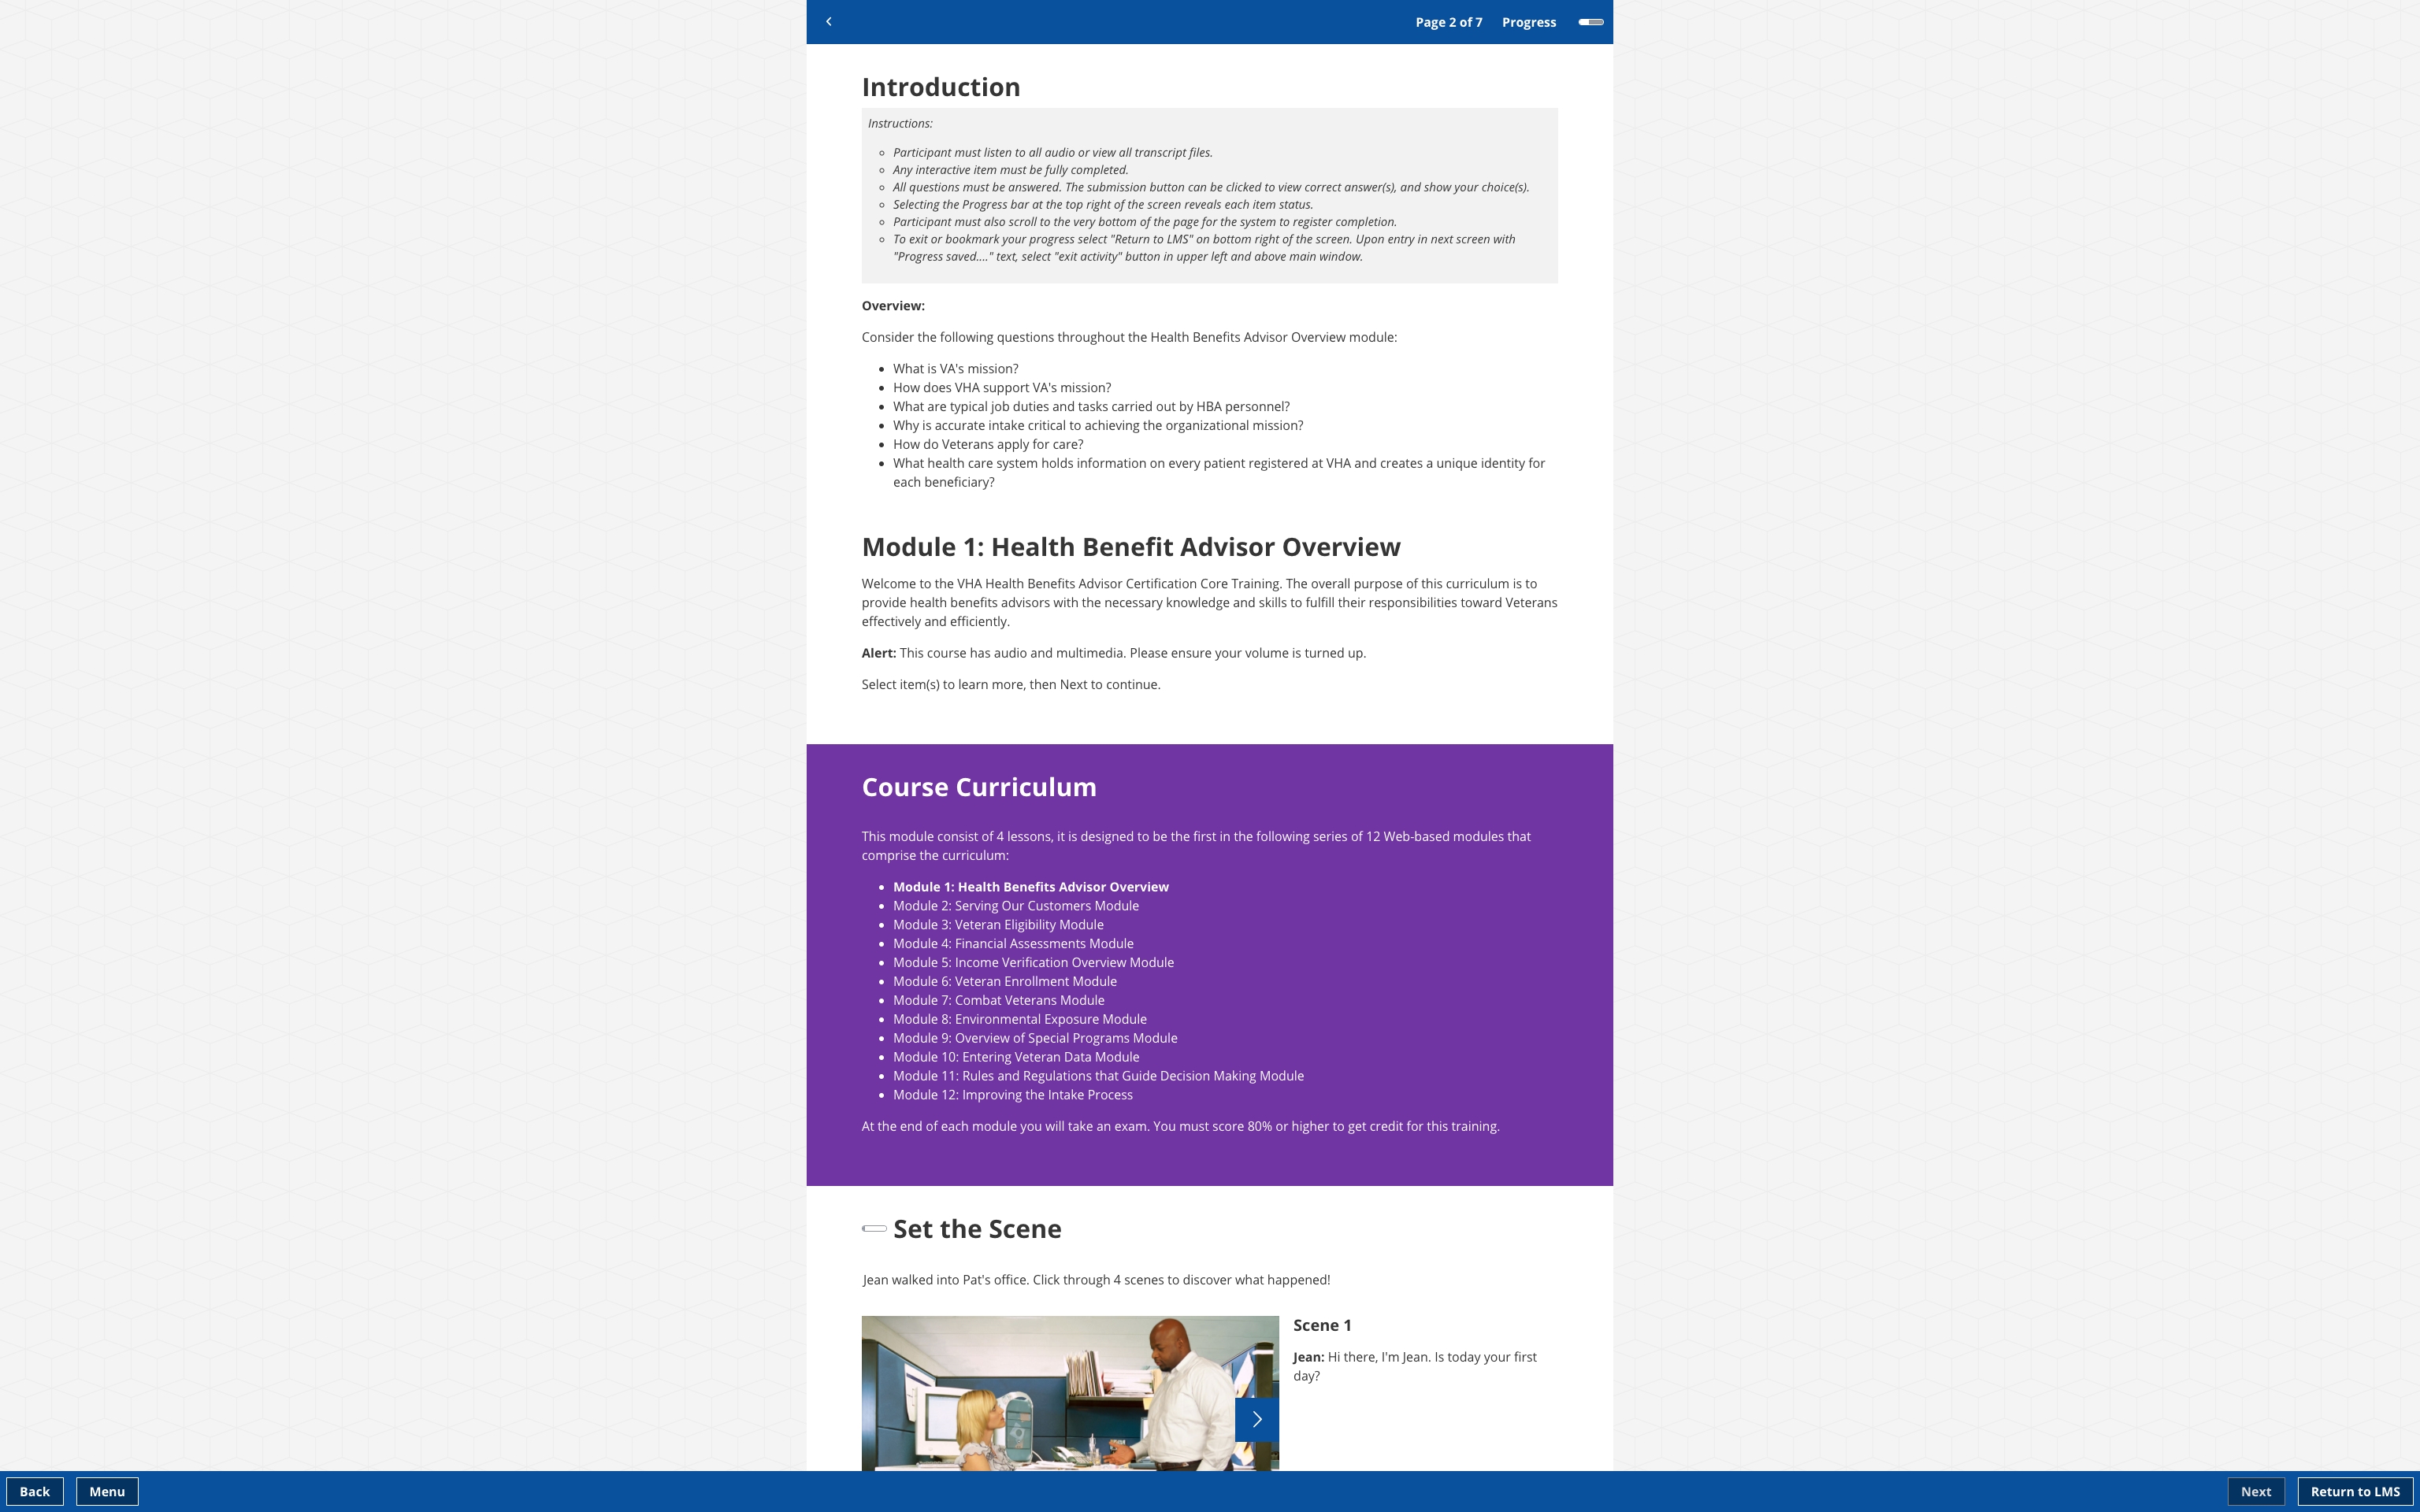 Page 2 of 7 Progress
Introduction
Instructions:
Participant must listen to all audio or view all transcript files.
Any interactive item must be fully completed.
All questions must be answered. The submission button can be clicked to view correct answer(s), and show your choice(s).
Selecting the Progress bar at the top right of the screen reveals each item status.
Participant must also scroll to the very bottom of the page for the system to register completion.
To exit or bookmark your progress select "Return to LMS" on bottom right of the screen. Upon entry in next screen with
"Progress saved...." text, select "exit activity" button in upper left and above main window.
Overview:
Consider the following questions throughout the Health Benefits Advisor Overview module:
What is VA's mission?
How does VHA support VA's mission?
What are typical job duties and tasks carried out by HBA personnel?
Why is accurate intake critical to achieving the organizational mission?
How do Veterans apply for care?
What health care system holds information on every patient registered at VHA and creates a unique identity for
each beneficiary?
Module 1: Health Benefit Advisor Overview
Welcome to the VHA Health Benefits Advisor Certification Core Training. The overall purpose of this curriculum is to
provide health benefits advisors with the necessary knowledge and skills to fulfill their responsibilities toward Veterans
effectively and efficiently.
Alert: This course has audio and multimedia. Please ensure your volume is turned up.
Select item(s) to learn more, then Next to continue.
Course Curriculum
This module consist of 4 lessons, it is designed to be the first in the following series of 12 Web-based modules that
comprise the curriculum:
Module 1: Health Benefits Advisor Overview
Module 2: Serving Our Customers Module
Module 3: Veteran Eligibility Module
Module 4: Financial Assessments Module
Module 5: Income Verification Overview Module
Module 6: Veteran Enrollment Module
Module 7: Combat Veterans Module
Module 8: Environmental Exposure Module
Module 9: Overview of Special Programs Module
Module 10: Entering Veteran Data Module
Module 11: Rules and Regulations that Guide Decision Making Module
Module 12: Improving the Intake Process
At the end of each module you will take an exam. You must score 80% or higher to get credit for this training.
Set the Scene
Jean walked into Pat's office. Click through 4 scenes to discover what happened!
Scene 1
Jean: Hi there, I'm Jean. Is today your first
day?
Back Menu Next Return to LMS